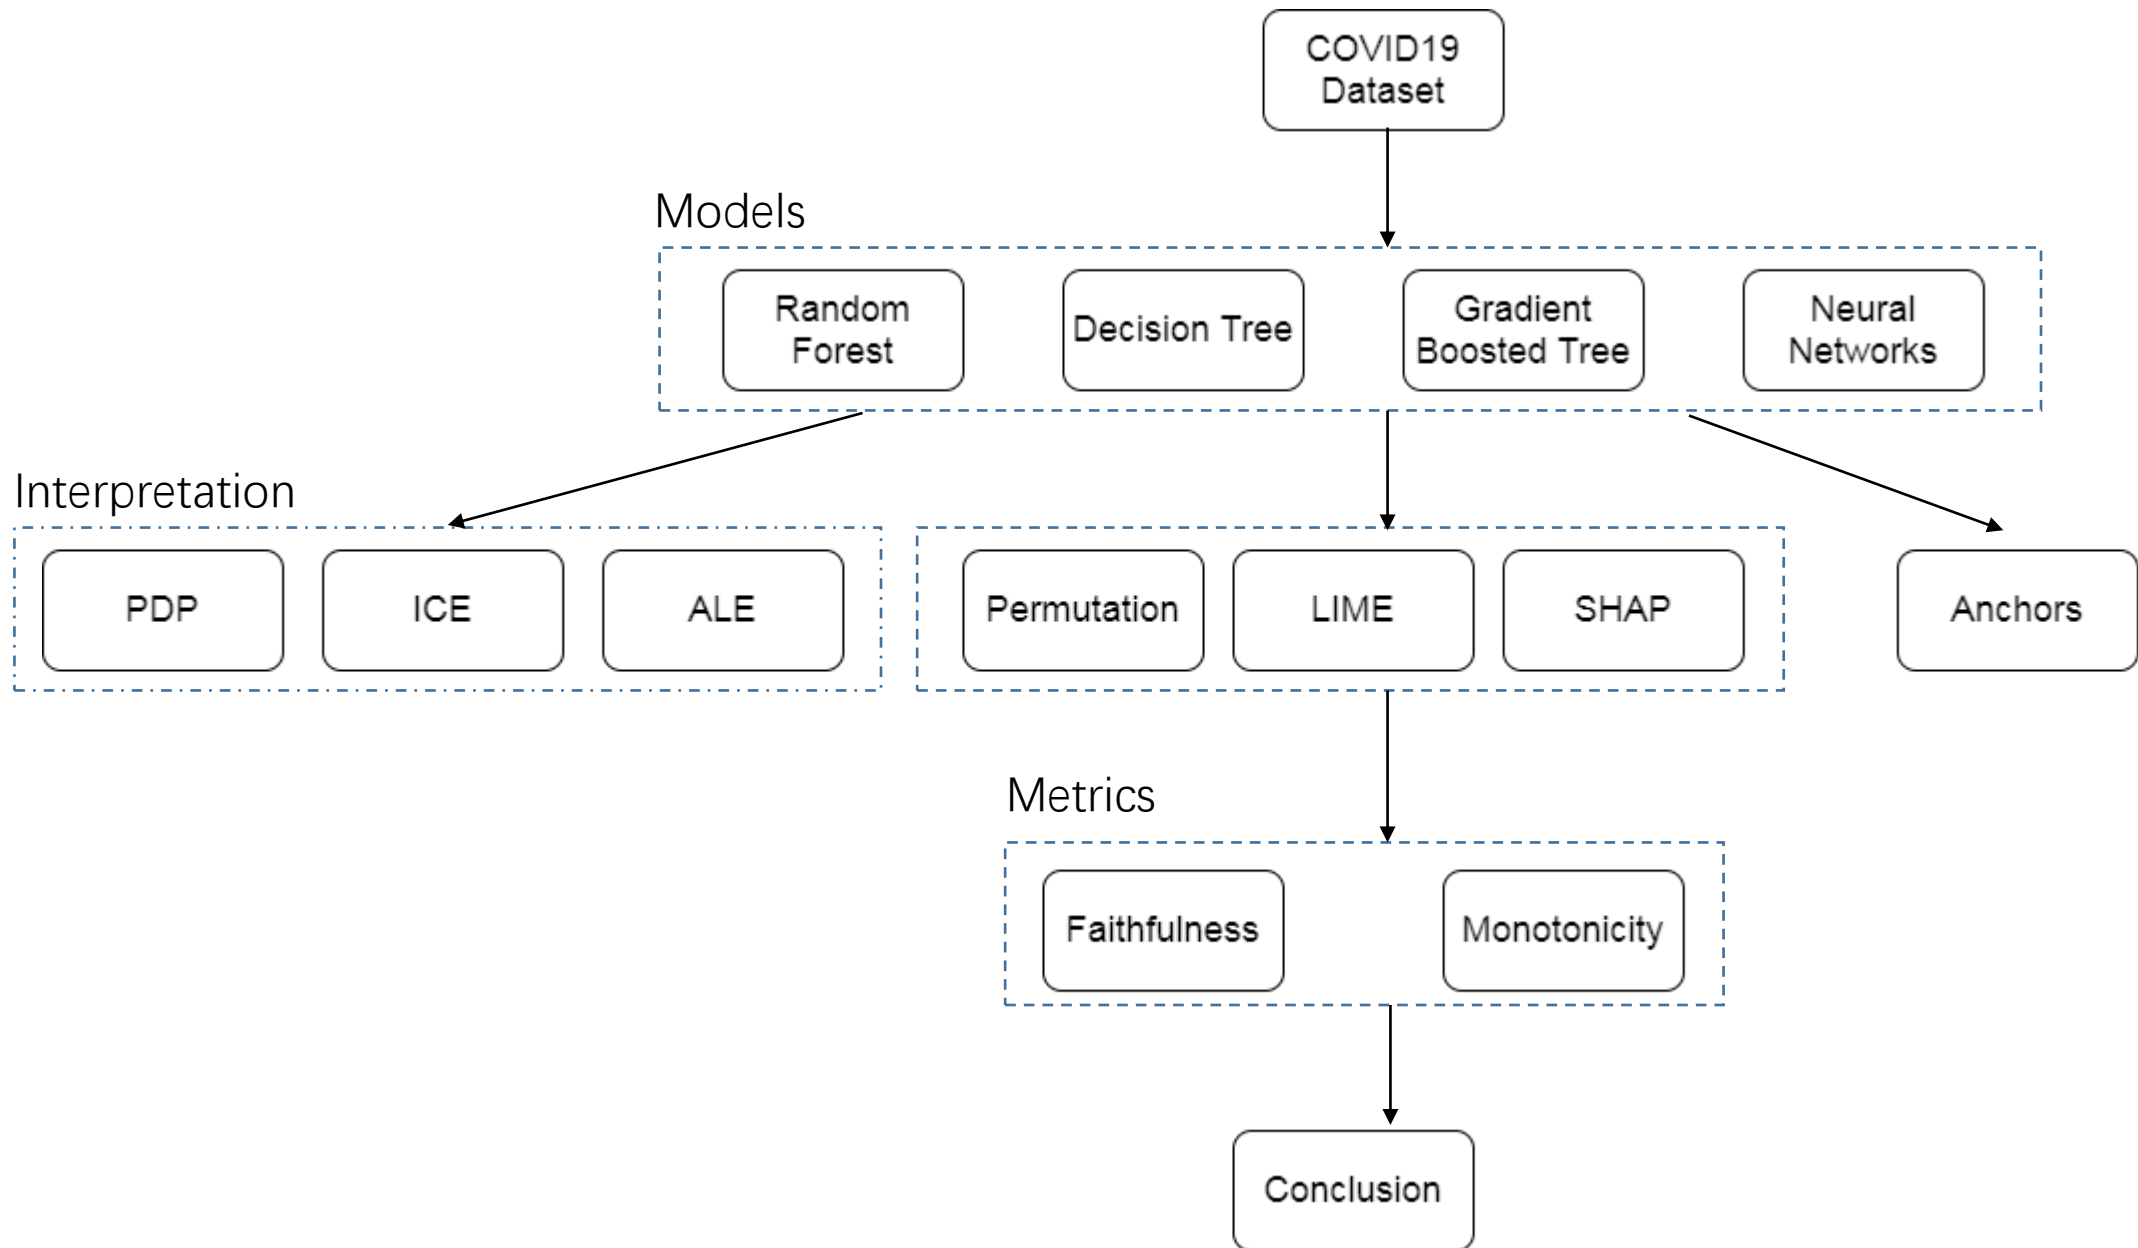 COVID19
Dataset
Models
Random
Forest
Decision Tree
Gradient
Boosted Tree
Neural
Networks
Interpretation
PDP
ICE
ALE
Permutation
LIME
SHAP
Anchors
Metrics
Faithfulness
Monotonicity
Conclusion